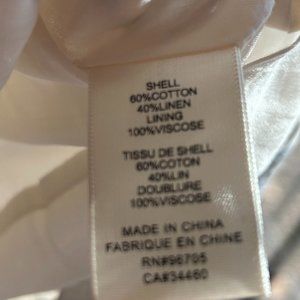 SHELL
60%COTTON
40%LINEN
LINING
100%VISCOSE
TISSU DE SHELL
60%COTON
40%LIN
DOUBLURE
100%VISCOSE
MADE IN CHINA
FABRIQUE EN CHINE
RN#96705
CA#34460